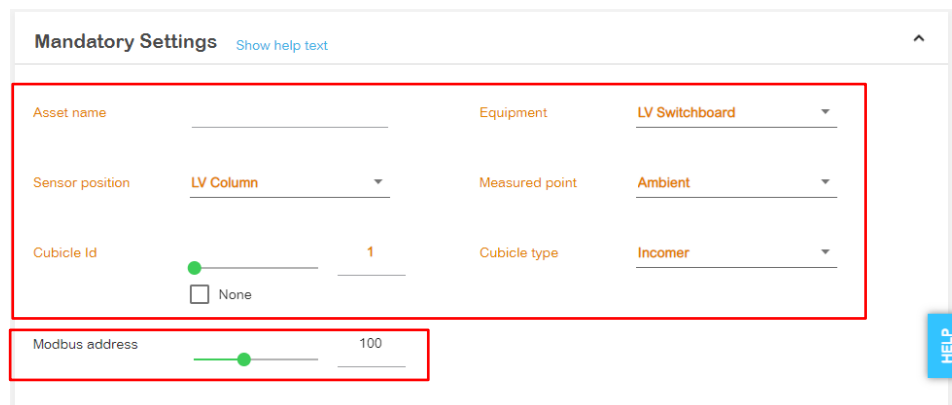 Mandatory Settings Show help text
Asset name Equipment LV Switchboard
Sensor position LV Column Measured point Ambient
Cubicle Id 1 Cubicle type Incomer
None
Modbus address 100
HELP